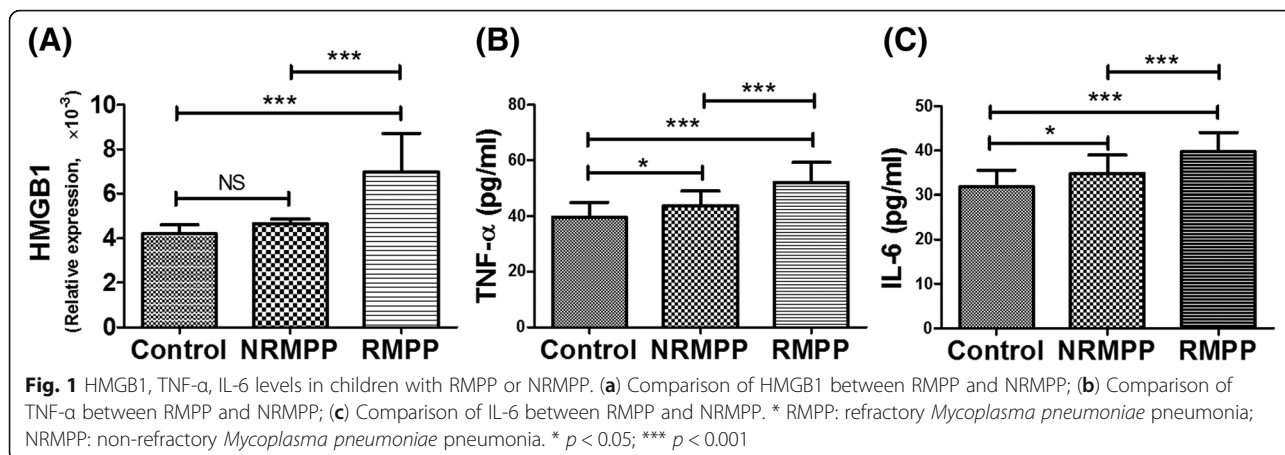 (A)
***
***
NS
10
8
6
4
2
0
HMGB1
(Relative expression, ×10-3)
Control NRMPP RMPP
(B)
***
***
*
80
60
40
20
0
TNF-α (pg/ml)
Control NRMPP RMPP
(C)
***
***
*
50
40
30
20
10
0
IL-6 (pg/ml)
Control NRMPP RMPP
Fig. 1 HMGB1, TNF-α, IL-6 levels in children with RMPP or NRMPP. (a) Comparison of HMGB1 between RMPP and NRMPP; (b) Comparison of
TNF-α between RMPP and NRMPP; (c) Comparison of IL-6 between RMPP and NRMPP. * RMPP: refractory Mycoplasma pneumoniae pneumonia;
NRMPP: non-refractory Mycoplasma pneumoniae pneumonia. * p < 0.05; *** p < 0.001